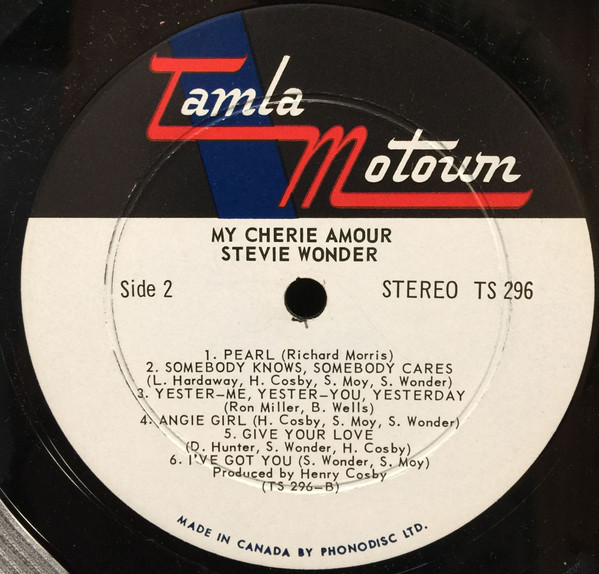 Tamla
Motown
MY CHERIE AMOUR
STEVIE WONDER
Side 2
STEREO TS 296
1. PEARL (Richard Morris)
2. SOMEBODY KNOWS, SOMEBODY CARES
(L. Hardaway, H. Cosby, S. Moy, S. Wonder)
3. YESTER-ME, YESTER-YOU, YESTERDAY
(Ron Miller, B. Wells)
4. ANGIE GIRL (H. Cosby, S. Moy, S. Wonder)
5. GIVE YOUR LOVE
(D. Hunter, S. Wonder, H. Cosby)
6. I'VE GOT YOU (S. Wonder, S. Moy)
Produced by Henry Cosby
(TS 296-B)
MADE IN CANADA BY PHONODISC LTD.